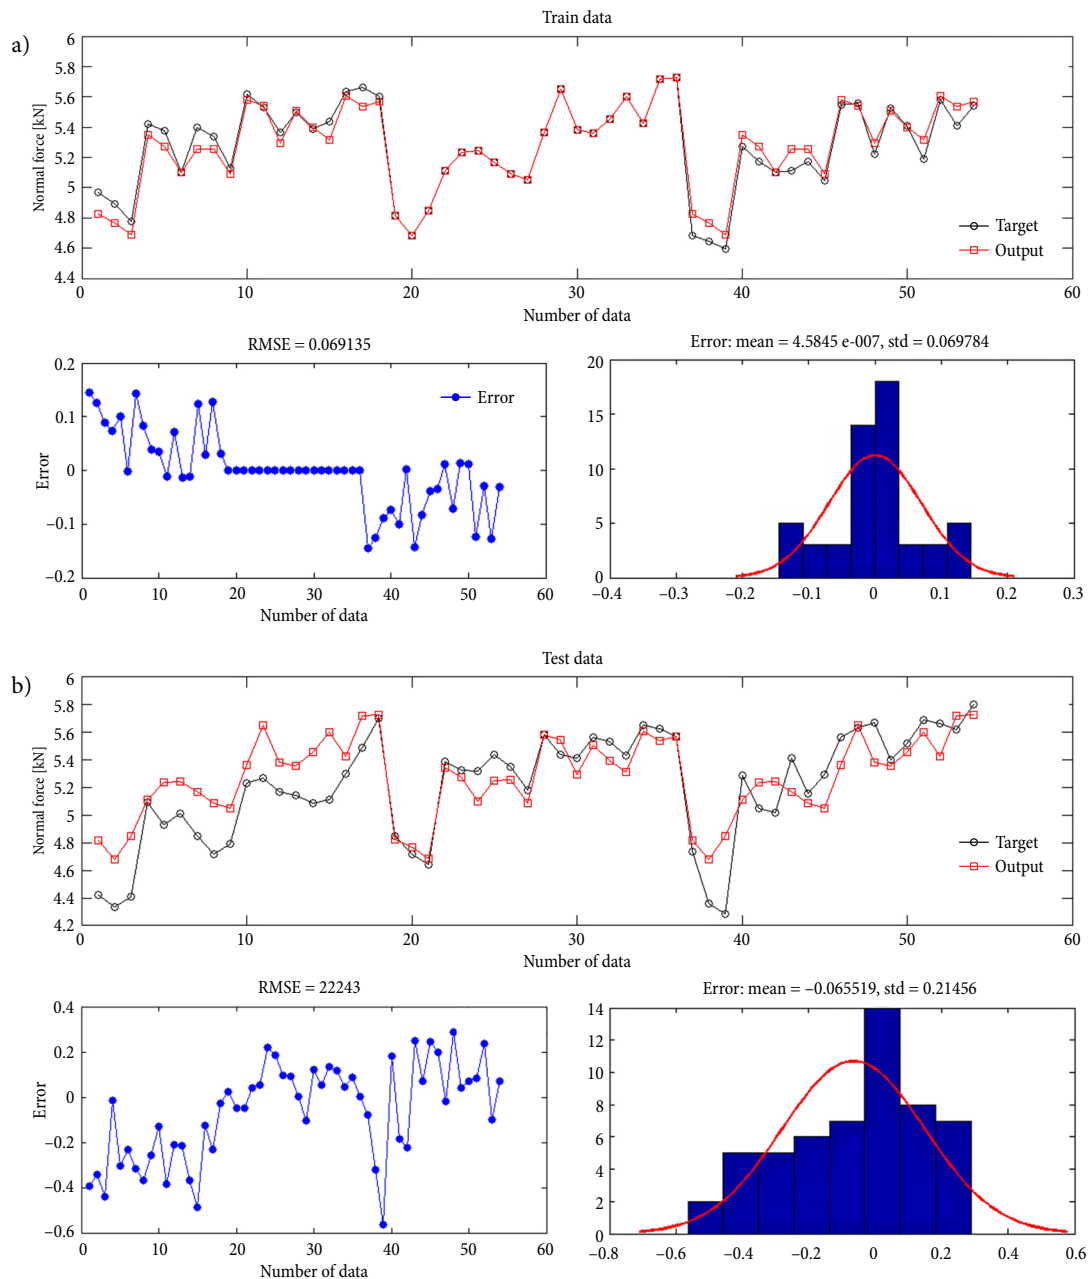 Train data
a)
6
5.8
5.6
5.4
5.2
5
4.8
4.6
4.4
Normal force [kN]
Target
Output
0 10 20 30 40 50 60
Number of data
RMSE = 0.069135
0.2
0.1
0
−0.1
−0.2
Error
Error
0 10 20 30 20 50 60
Number of data
Error: mean = 4.5845 e-007, std = 0.069784
20
15
10
5
0
−0.4 −0.3 −0.2 −0.1 0 0.1 0.2 0.3
Test data
b)
6
5.8
5.6
5.4
5.2
5
4.8
4.6
4.4
4.2
Normal force [kN]
Target
Output
0 10 20 30 40 50 60
Number of data
RMSE = 22243
0.4
0.2
0
−0.2
−0.4
−0.6
Error
0 10 20 30 40 50 60
Number of data
Error: mean = −0.065519, std = 0.21456
14
12
10
8
6
4
2
0
−0.8 −0.6 −0.4 −0.2 0 0.2 0.4 0.6